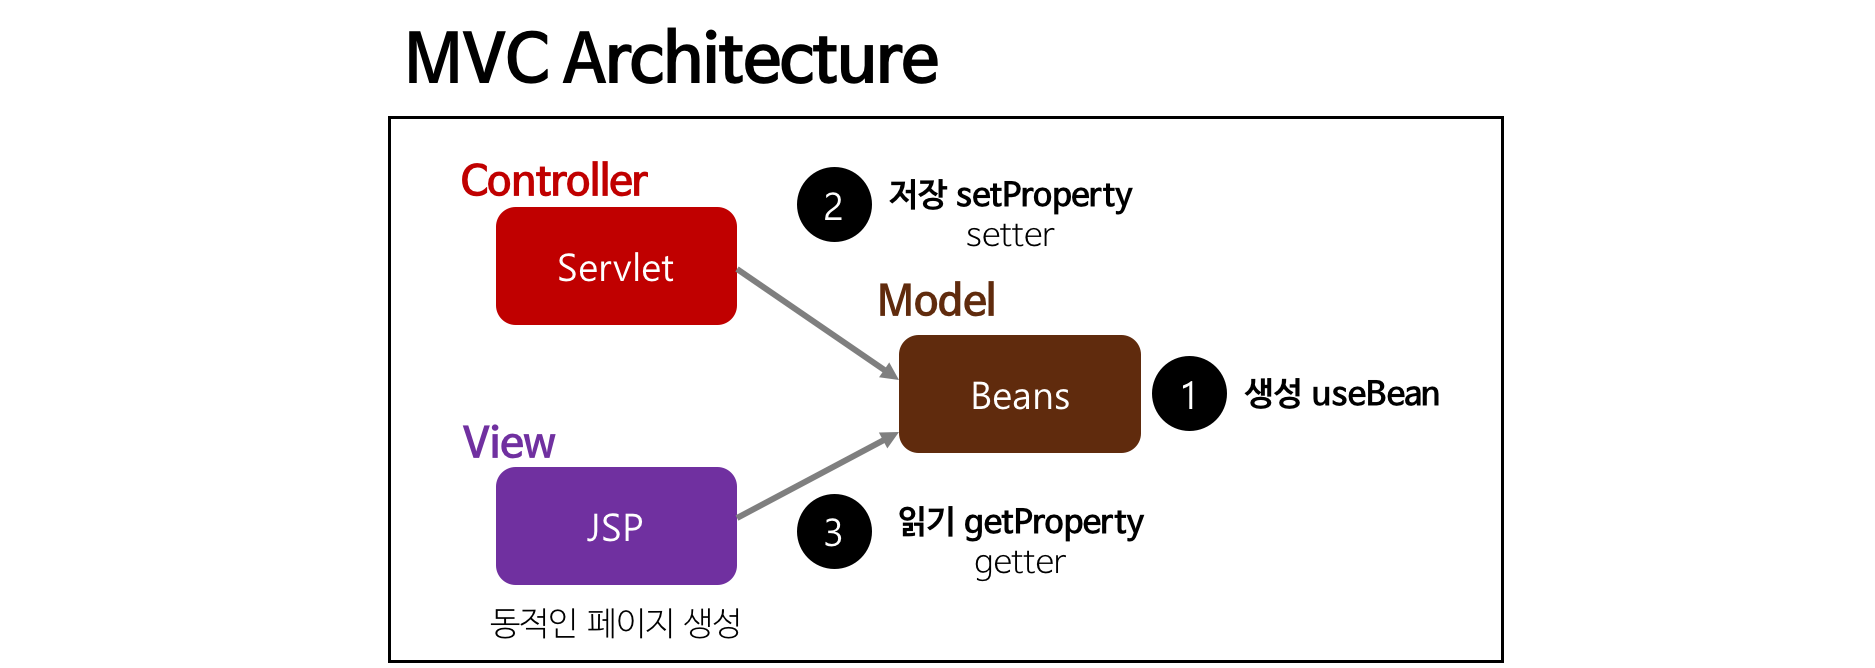 MVC Architecture
Controller
Servlet
2
저장 setProperty
setter
Model
Beans
1
생성 useBean
View
JSP
3
읽기 getProperty
getter
동적인 페이지 생성